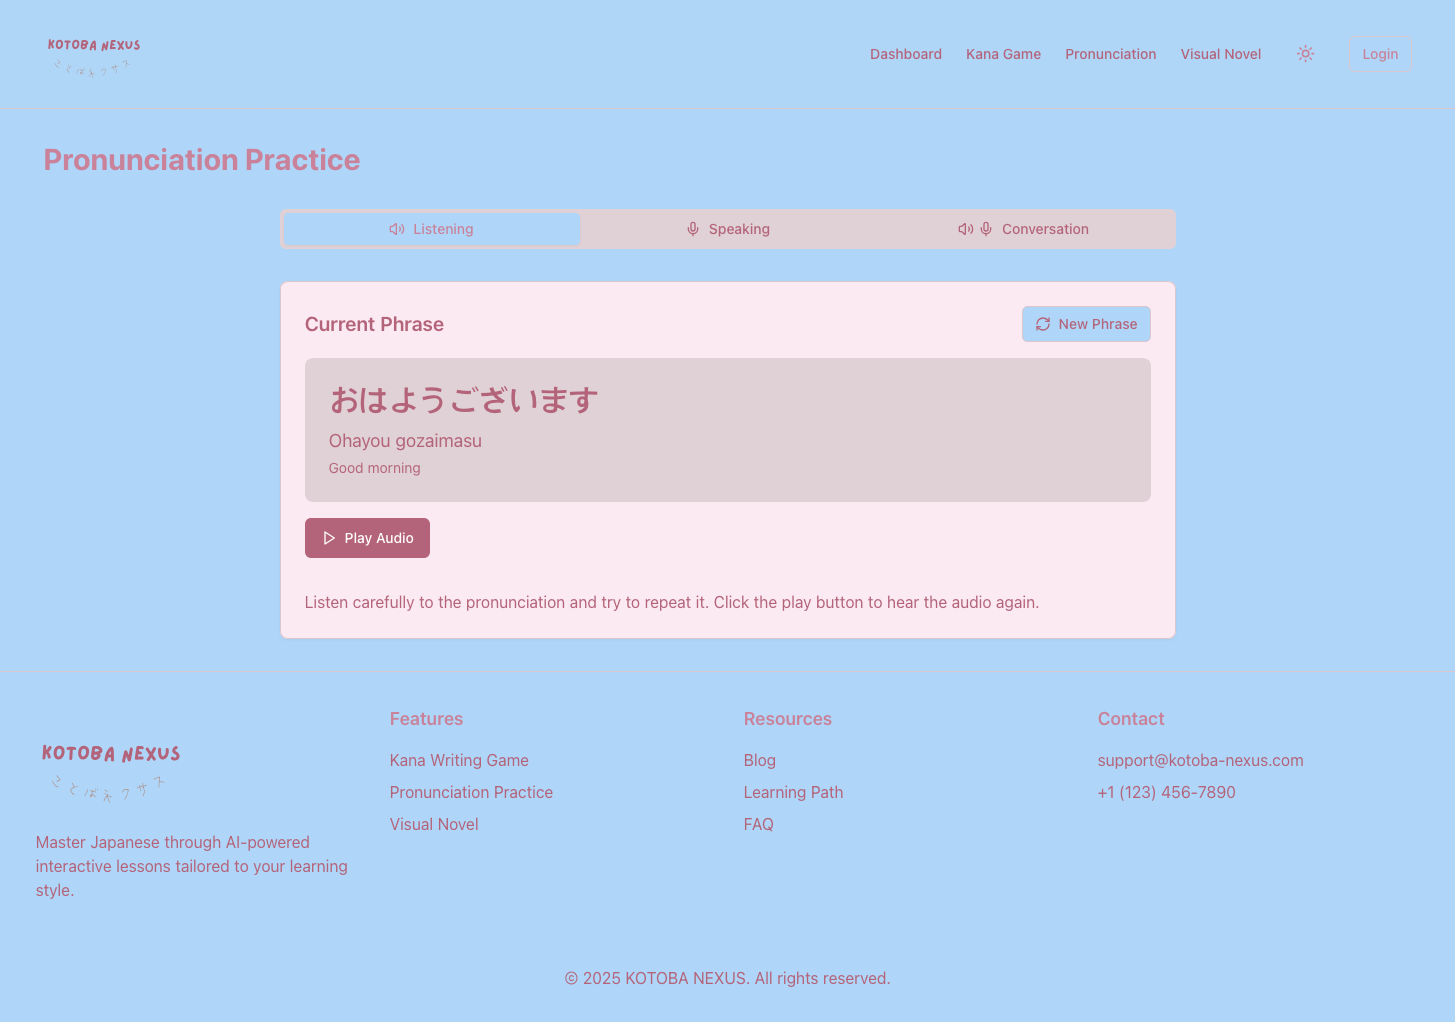 KOTOBA NEXUS
ことばネクサス
Dashboard
Kana Game
Pronunciation
Visual Novel
Login
Pronunciation Practice
Listening
Speaking
Conversation
Current Phrase
New Phrase
おはようございます
Ohayou gozaimasu
Good morning
Play Audio
Listen carefully to the pronunciation and try to repeat it. Click the play button to hear the audio again.
KOTOBA NEXUS
ことばネクサス
Master Japanese through AI-powered
interactive lessons tailored to your learning
style.
Features
Kana Writing Game
Pronunciation Practice
Visual Novel
Resources
Blog
Learning Path
FAQ
Contact
support@kotoba-nexus.com
+1 (123) 456-7890
© 2025 KOTOBA NEXUS. All rights reserved.